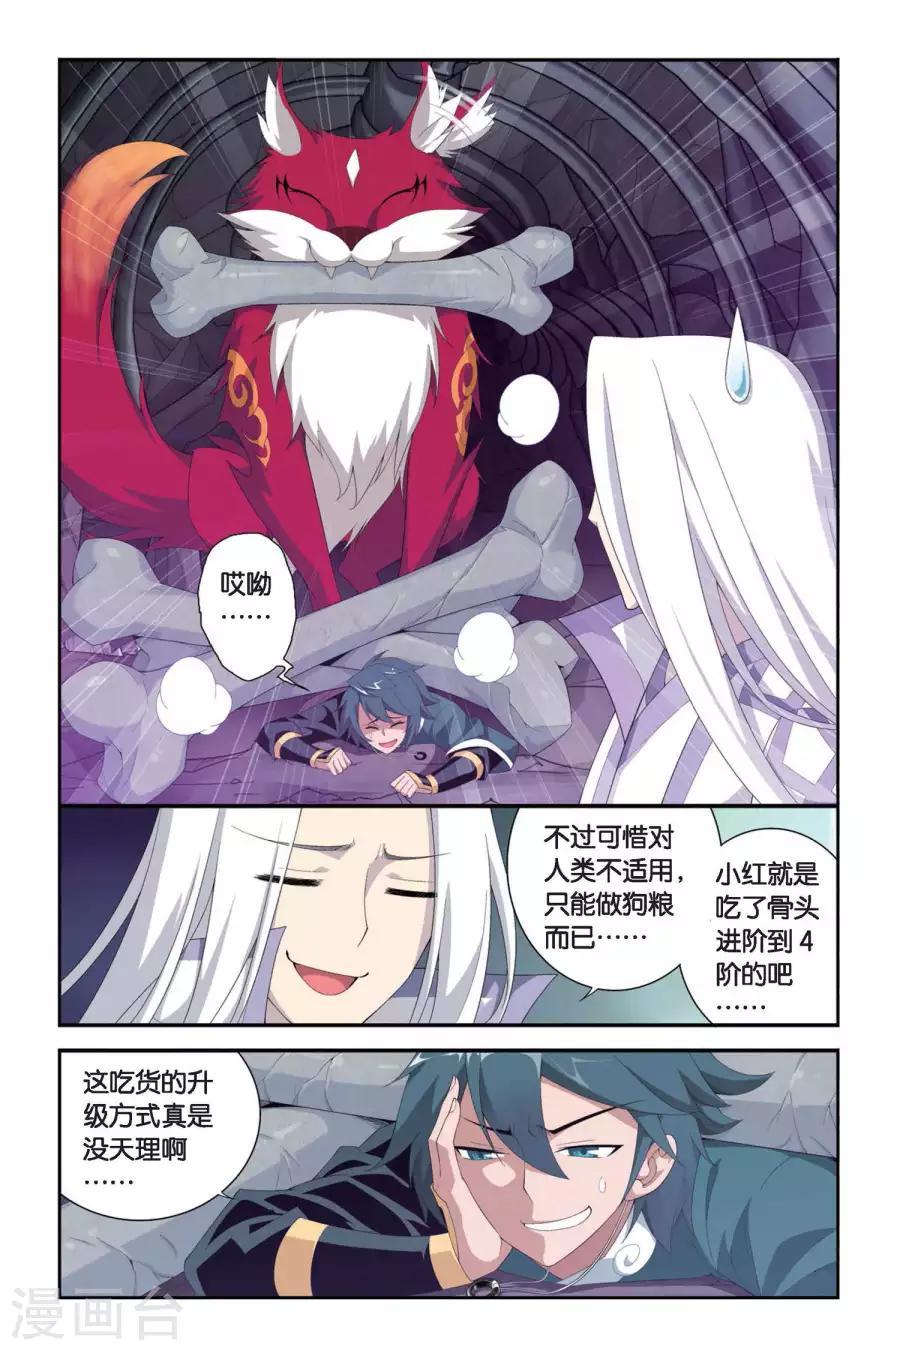 哎呦
……
小红就是
吃了骨头
进阶到 4
阶的吧
……
不过可惜对
人类不适用，
只能做狗粮
而已……
这吃货的升
级方式真是
没天理啊
……
漫画台